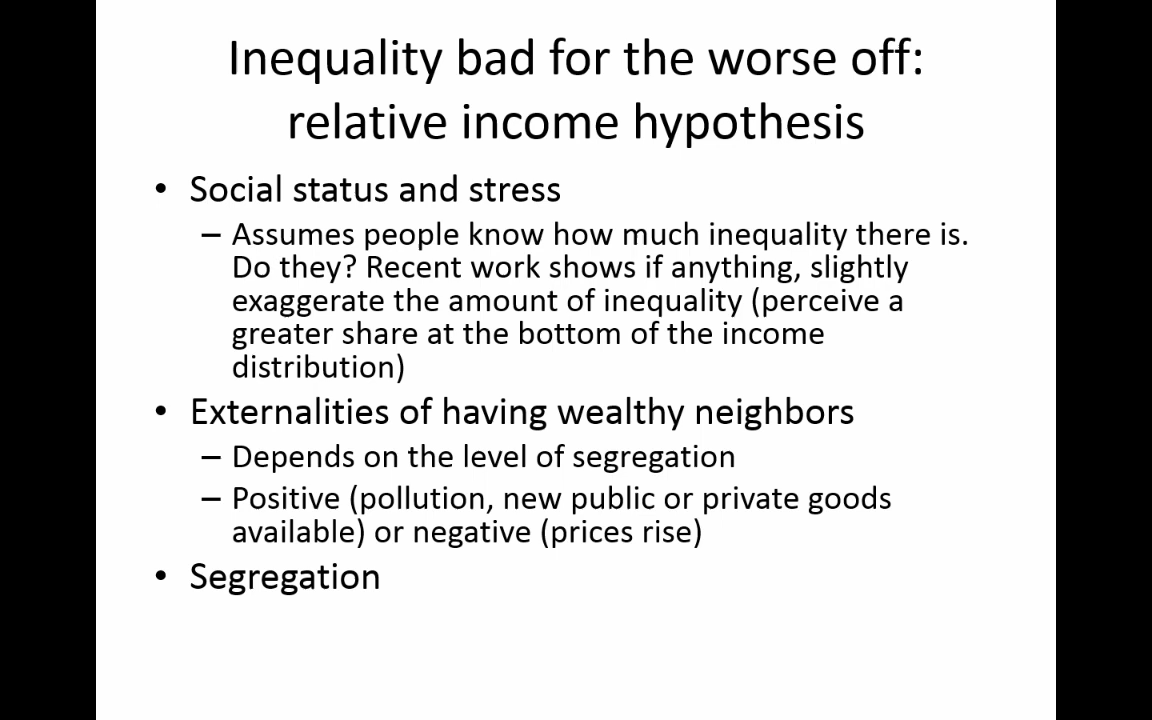 Inequality bad for the worse off:
relative income hypothesis
• Social status and stress
– Assumes people know how much inequality there is.
Do they? Recent work shows if anything, slightly
exaggerate the amount of inequality (perceive a
greater share at the bottom of the income
distribution)
• Externalities of having wealthy neighbors
– Depends on the level of segregation
– Positive (pollution, new public or private goods
available) or negative (prices rise)
• Segregation